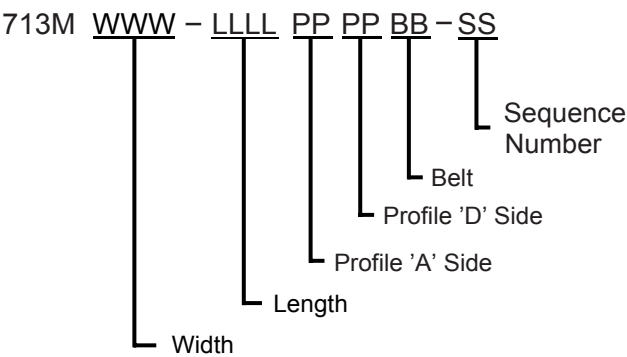 713M WWW – LLLL PP PP BB – SS
Sequence
Number
Belt
Profile ’D’ Side
Profile ’A’ Side
Length
Width